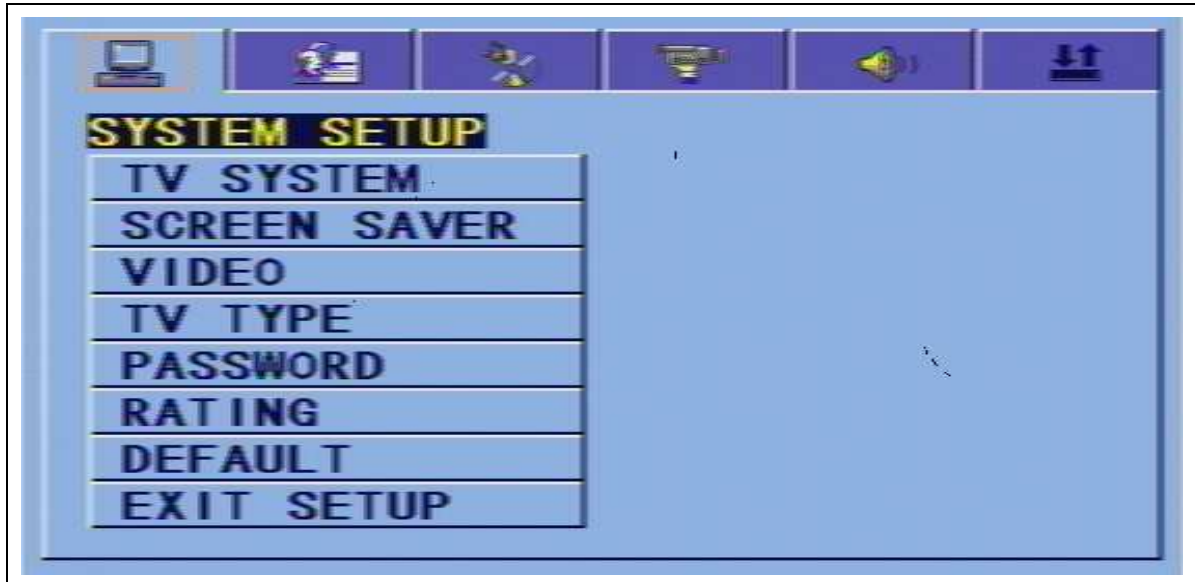 SYSTEM SETUP
TV SYSTEM
SCREEN SAVER
VIDEO
TV TYPE
PASSWORD
RATING
DEFAULT
EXIT SETUP